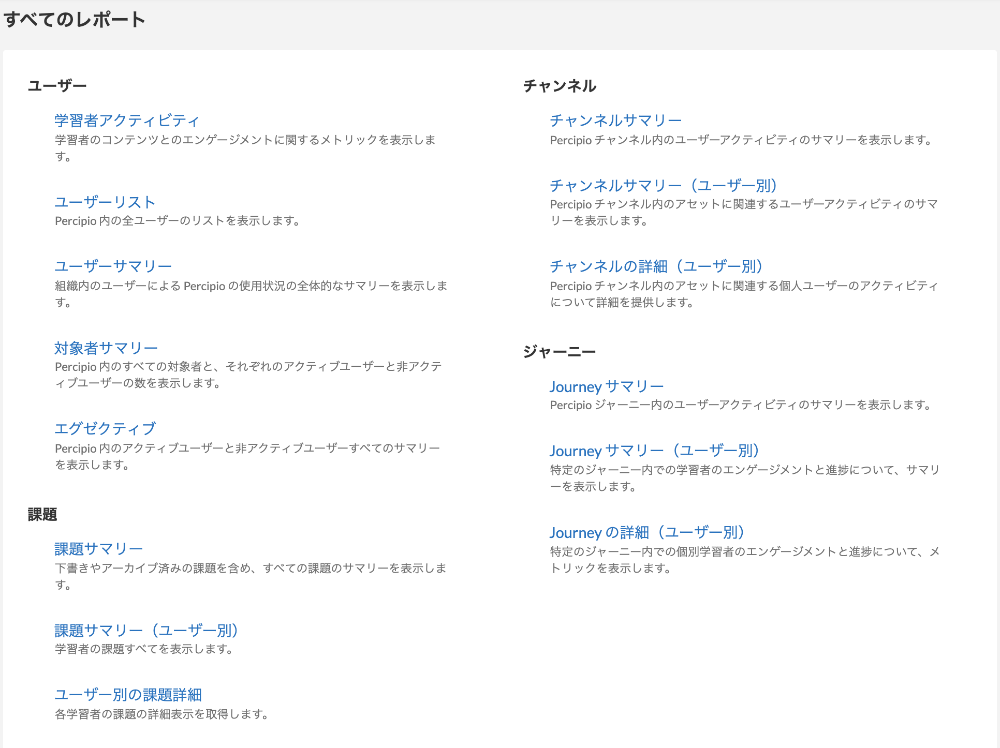 すべてのレポート
ユーザー
学習者アクティビティ
学習者のコンテンツとのエンゲージメントに関するメトリックを表示しま
す。
ユーザーリスト
Percipio 内の全ユーザーのリストを表示します。
ユーザーサマリー
組織内のユーザーによる Percipio の使用状況の全体的なサマリーを表示しま
す。
対象者サマリー
Percipio 内のすべての対象者と、それぞれのアクティブユーザーと非アクテ
ィブユーザーの数を表示します。
エグゼクティブ
Percipio 内のアクティブユーザーと非アクティブユーザーすべてのサマリー
を表示します。
課題
課題サマリー
下書きやアーカイブ済みの課題を含め、すべての課題のサマリーを表示しま
す。
課題サマリー（ユーザー別）
学習者の課題すべてを表示します。
ユーザー別の課題詳細
各学習者の課題の詳細表示を取得します。
チャンネル
チャンネルサマリー
Percipio チャンネル内のユーザーアクティビティのサマリーを表示します。
チャンネルサマリー（ユーザー別）
Percipio チャンネル内のアセットに関連するユーザーアクティビティのサマ
リーを表示します。
チャンネルの詳細（ユーザー別）
Percipio チャンネル内のアセットに関連する個人ユーザーのアクティビティ
について詳細を提供します。
ジャーニー
Journey サマリー
Percipio ジャーニー内のユーザーアクティビティのサマリーを表示します。
Journey サマリー（ユーザー別）
特定のジャーニー内での学習者のエンゲージメントと進捗について、サマリ
ーを表示します。
Journey の詳細（ユーザー別）
特定のジャーニー内での個別学習者のエンゲージメントと進捗について、メ
トリックを表示します。